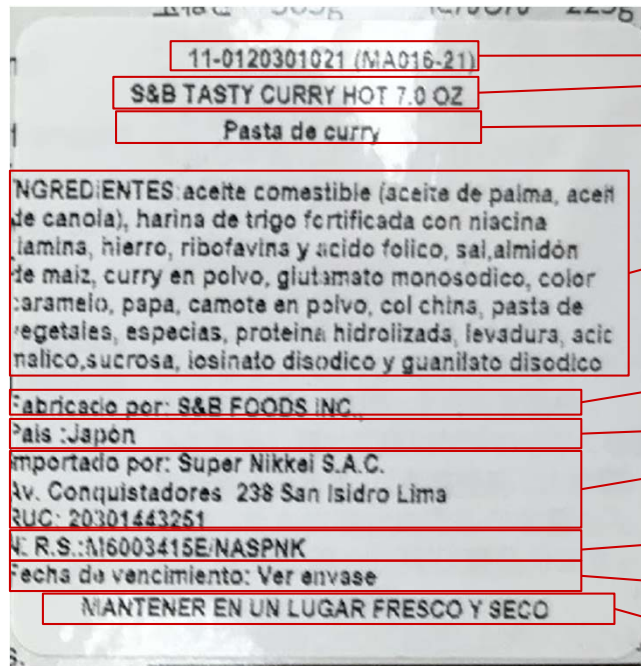 11-0120301021 (MA016-21)
S&B TASTY CURRY HOT 7.0 OZ
Pasta de curry
INGREDIENTES:aceite comestible (aceite de palma, aceit
de canola), harina de trigo fortificada con niacina
tiamina, hierro, ribofavina y acido folico, sal,almidón
de maiz, curry en polvo, glutamato monosodico, color
caramelo, papa, camote en polvo, col china, pasta de
vegetales, especias, proteina hidrolizada, levadura, acic
malico,sucrosa, iosinato disodico y guanilato disodico
Fabricado por: S&B FOODS INC.,
Pais :Japón
Importado por: Super Nikkei S.A.C.
Av. Conquistadores 238 San Isidro Lima
RUC: 20301443251
N. R.S.:M6003415E/NASPNK
Fecha de vencimiento: Ver envase
MANTENER EN UN LUGAR FRESCO Y SECO